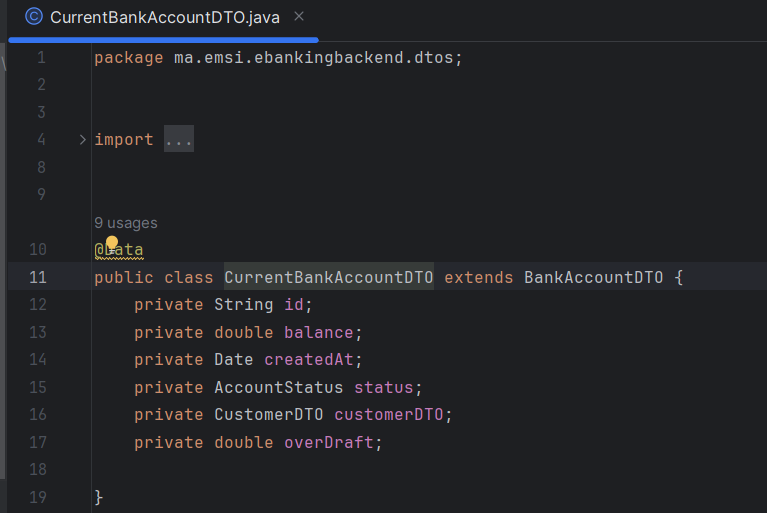 CurrentBankAccountDTO.java
1 package ma.emsi.ebankingbackend.dtos;
2
3
4 import ...
8
9
9 usages
10 @Data
11 public class CurrentBankAccountDTO extends BankAccountDTO {
12 private String id;
13 private double balance;
14 private Date createdAt;
15 private AccountStatus status;
16 private CustomerDTO customerDTO;
17 private double overDraft;
18
19 }